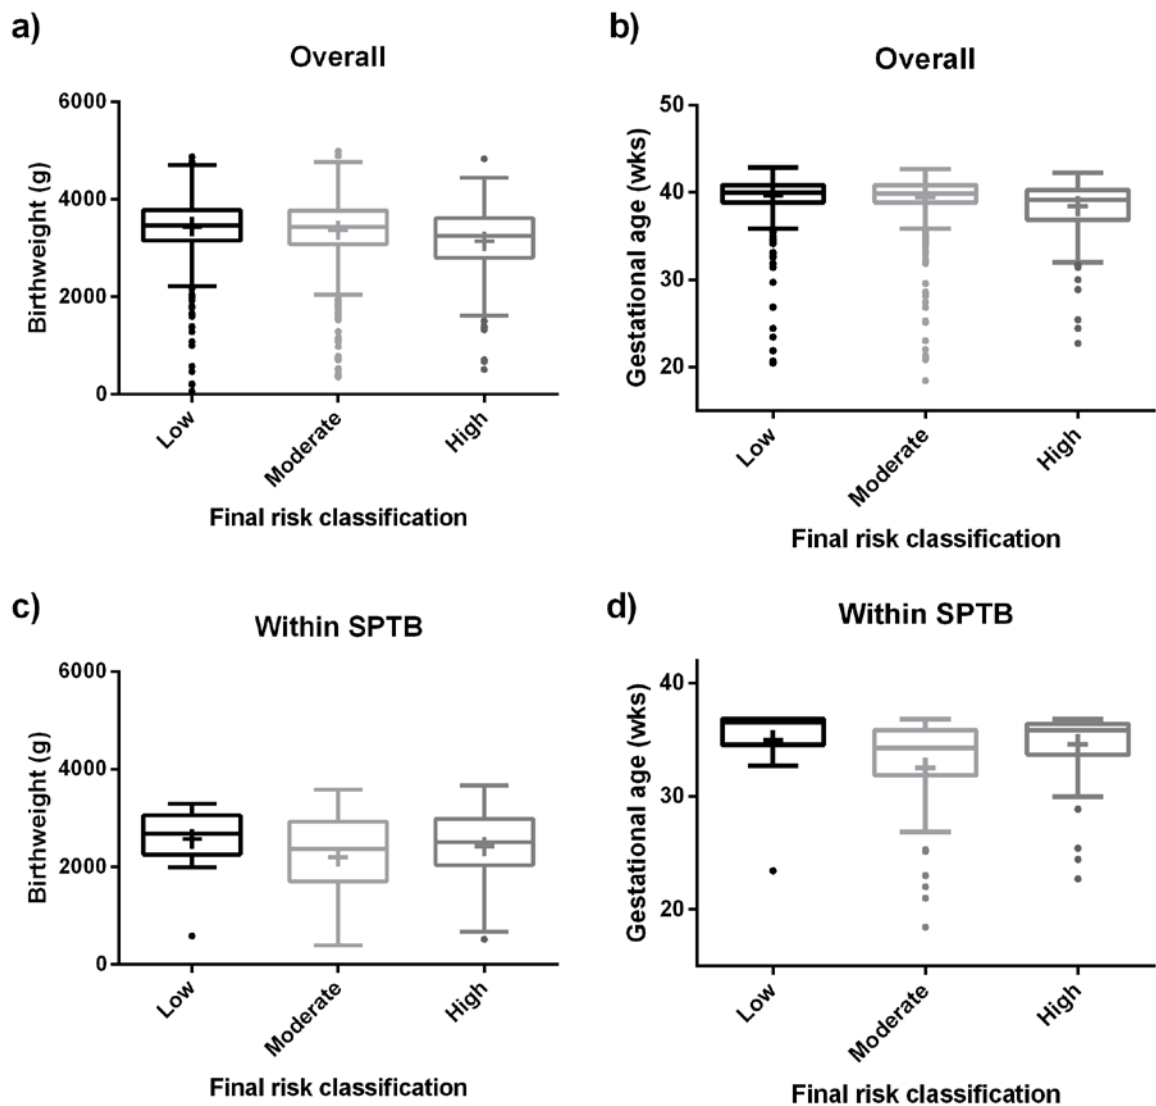 a)
Overall
Birthweight (g)
6000
4000
2000
0
Low
Moderate
High
Final risk classification
b)
Overall
Gestational age (wks)
50
40
30
20
Low
Moderate
High
Final risk classification
c)
Within SPTB
Birthweight (g)
6000
4000
2000
0
Low
Moderate
High
Final risk classification
d)
Within SPTB
Gestational age (wks)
40
30
20
Low
Moderate
High
Final risk classification